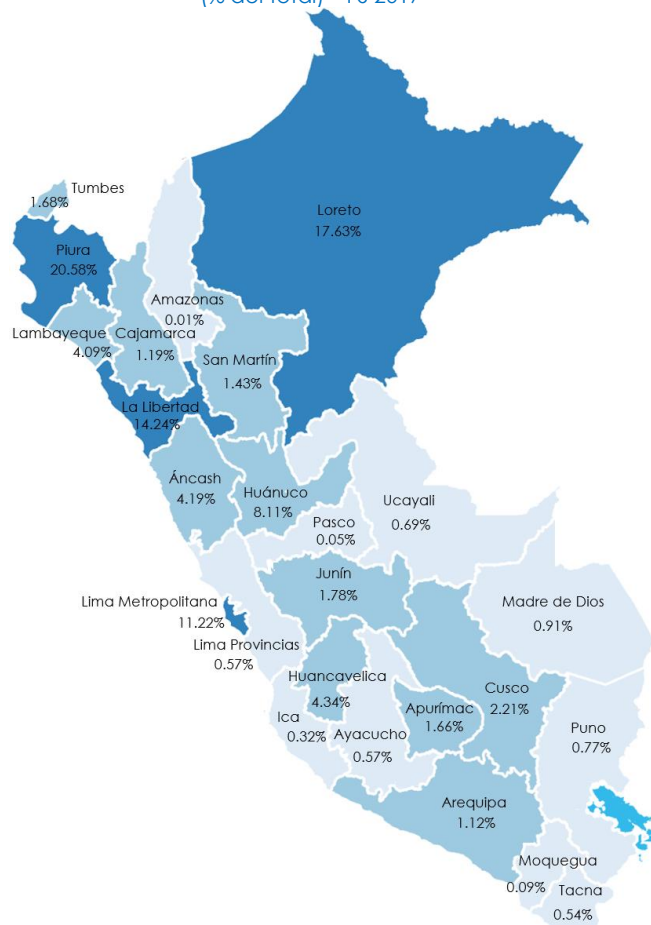 Tumbes
1.68%
Loreto
17.63%
Piura
20.58%
Amazonas
0.01%
Lambayeque
4.09%
Cajamarca
1.19%
San Martín
1.43%
La Libertad
14.24%
Áncash
4.19%
Huánuco
8.11%
Ucayali
0.69%
Pasco
0.05%
Junín
1.78%
Lima Metropolitana
11.22%
Madre de Dios
0.91%
Lima Provincias
0.57%
Huancavelica
4.34%
Cusco
2.21%
Apurímac
1.66%
Ica
0.32%
Ayacucho
0.57%
Puno
0.77%
Arequipa
1.12%
Moquegua
0.09%
Tacna
0.54%